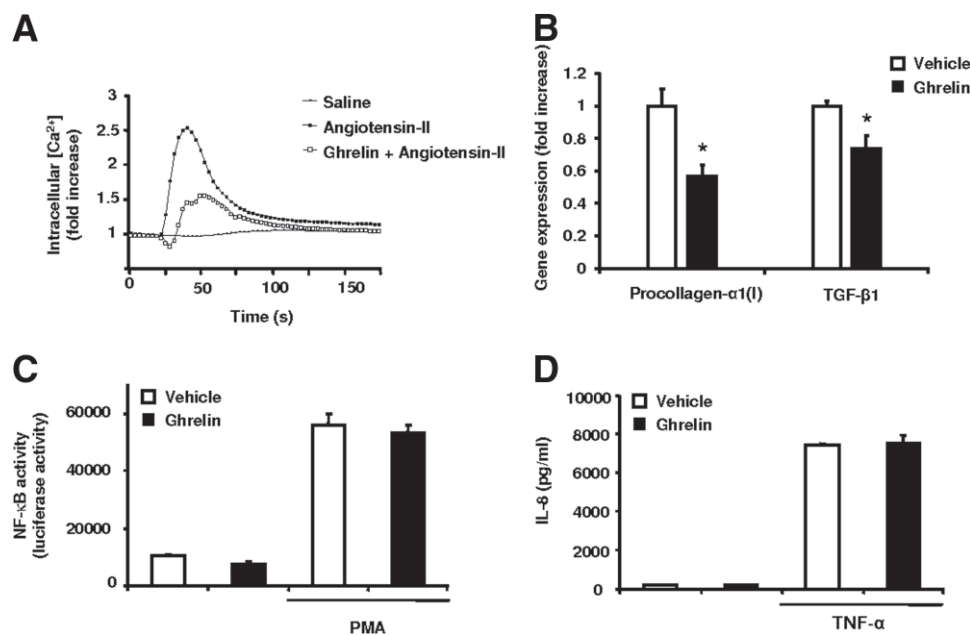 A
Intracellular [Ca²⁺]
(fold increase)
3
2.5
2
1.5
1
0 50 100 150
Time (s)
Saline
Angiotensin-II
Ghrelin + Angiotensin-II
B
Gene expression (fold increase)
1.2
1
0.8
0.6
0.4
0.2
0
* *
Procollagen-α1(I) TGF-β1
Vehicle
Ghrelin
C
NF-κB activity
(luciferase activity)
60000
40000
20000
0
Vehicle
Ghrelin
PMA
D
IL-8 (pg/ml)
10000
8000
6000
4000
2000
0
Vehicle
Ghrelin
TNF-α